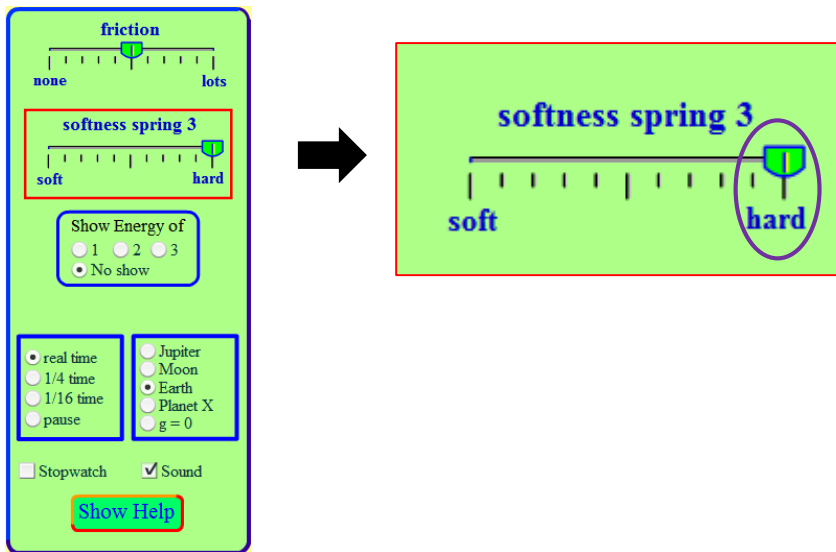 friction
none lots
softness spring 3
soft hard
Show Energy of
1 2 3
No show
real time
1/4 time
1/16 time
pause
Jupiter
Moon
Earth
Planet X
g = 0
Stopwatch Sound
Show Help
softness spring 3
soft hard